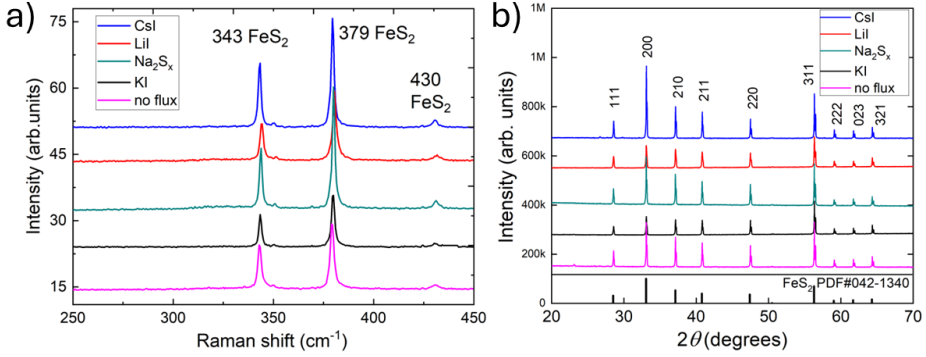 a)
75
60
45
30
15
Intensity (arb.units)
CsI
LiI
Na₂Sₓ
KI
no flux
343 FeS₂
379 FeS₂
430
FeS₂
250
300
350
400
450
Raman shift (cm⁻¹)
b)
1M
1M
800k
600k
400k
200k
0
Intensity (arb. units)
CsI
LiI
Na₂Sₓ
KI
no flux
111
200
210
211
220
311
222
023
321
FeS₂ PDF#042-1340
20
30
40
50
60
70
2θ (degrees)